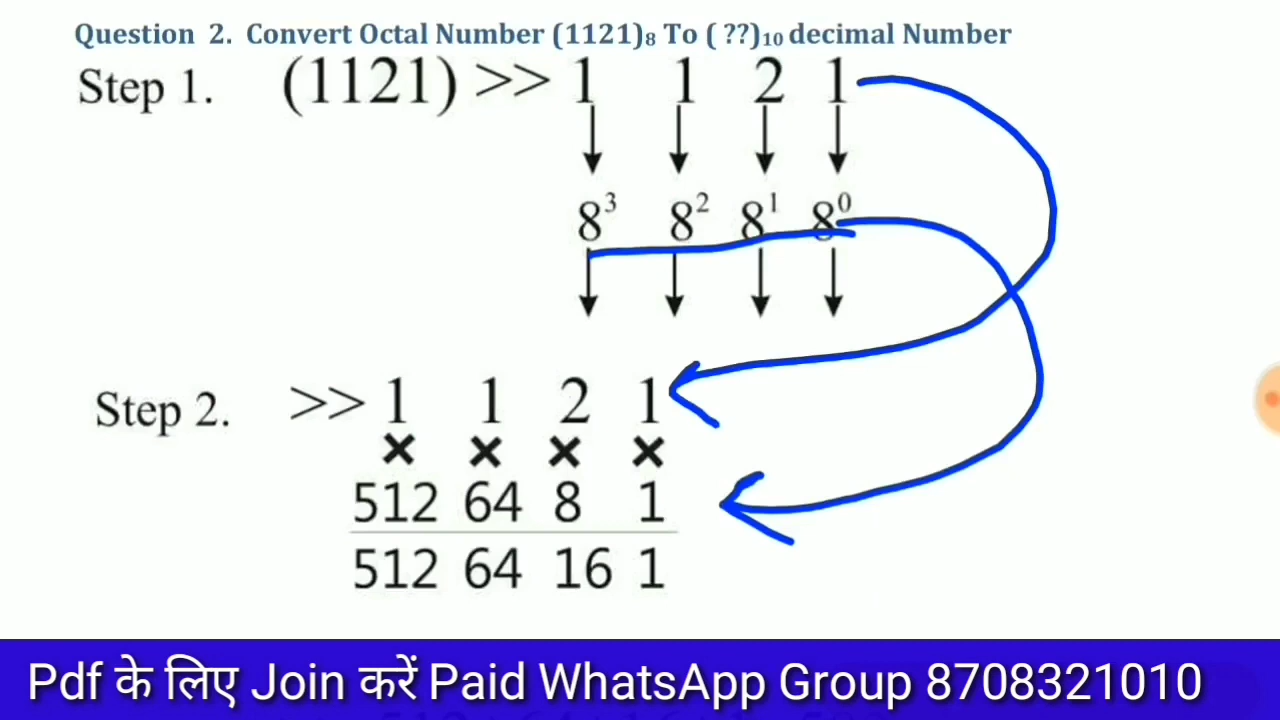 Question 2. Convert Octal Number (1121)₈ To ( ??)₁₀ decimal Number
Step 1. (1121) >> 1 1 2 1
8³ 8² 8¹ 8⁰
Step 2. >> 1 1 2 1
× × × ×
512 64 8 1
512 64 16 1
Pdf के लिए Join करें Paid WhatsApp Group 8708321010